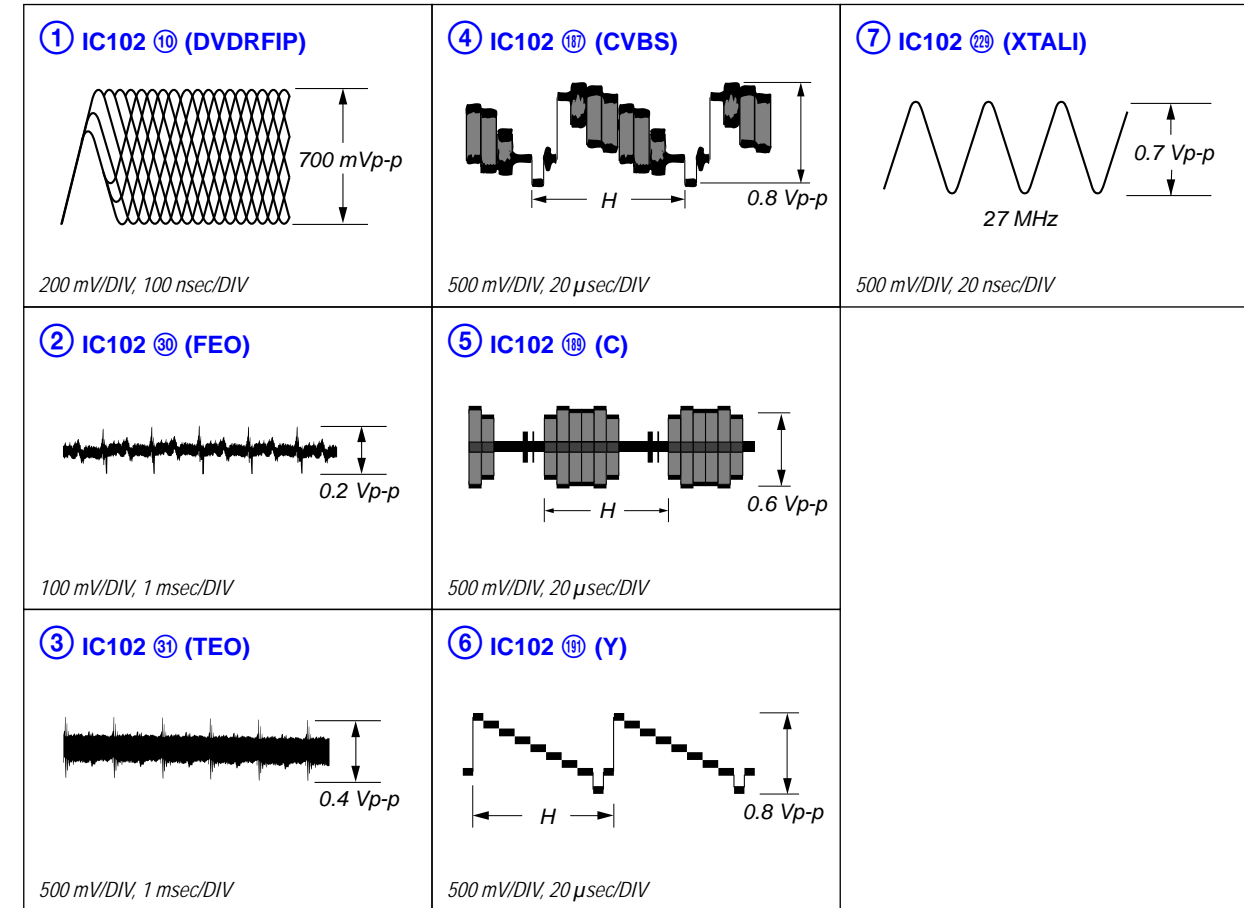 ① IC102 ⑩ (DVDRFIP)
700 mVp-p
200 mV/DIV, 100 nsec/DIV
② IC102 ㉚ (FEO)
0.2 Vp-p
100 mV/DIV, 1 msec/DIV
③ IC102 ㉛ (TEO)
0.4 Vp-p
500 mV/DIV, 1 msec/DIV
④ IC102 (187) (CVBS)
H
0.8 Vp-p
500 mV/DIV, 20 µsec/DIV
⑤ IC102 (189) (C)
H
0.6 Vp-p
500 mV/DIV, 20 µsec/DIV
⑥ IC102 (191) (Y)
H
0.8 Vp-p
500 mV/DIV, 20 µsec/DIV
⑦ IC102 (229) (XTALI)
0.7 Vp-p
27 MHz
500 mV/DIV, 20 nsec/DIV